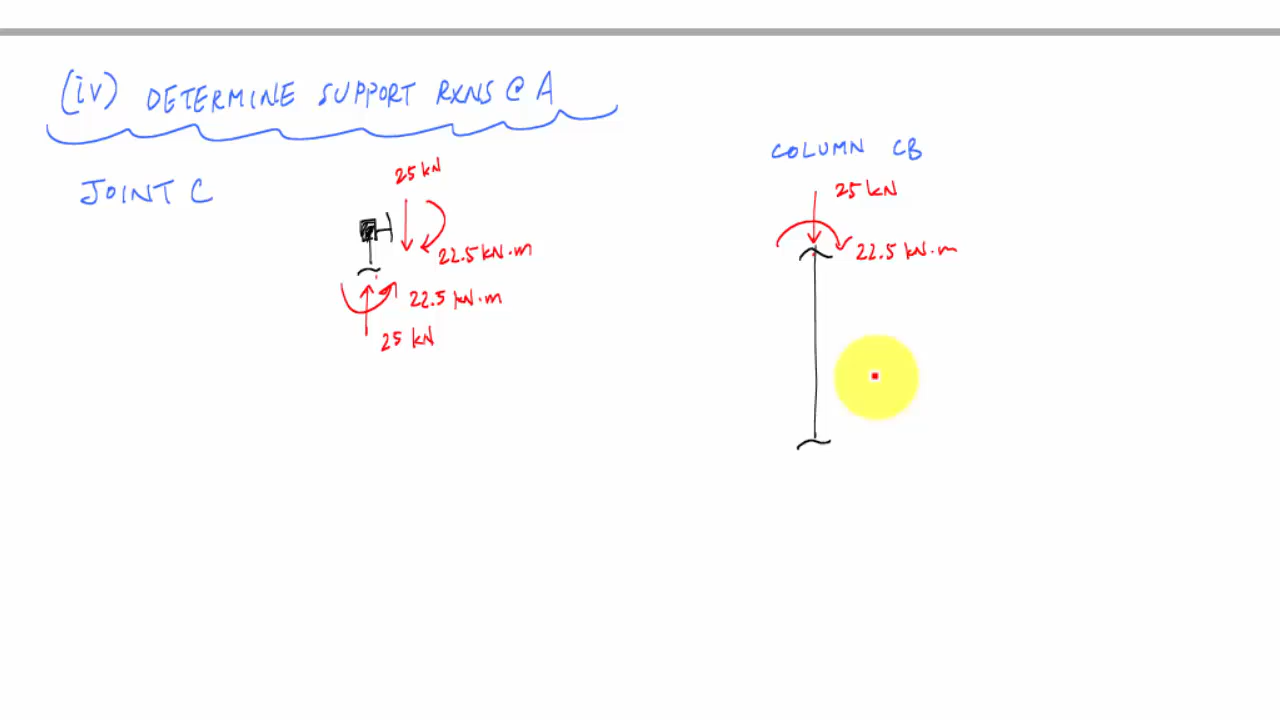 (iv) DETERMINE SUPPORT RXNS @ A
JOINT C
25 kN
22.5 kN·m
22.5 kN·m
25 kN
COLUMN CB
25 kN
22.5 kN·m